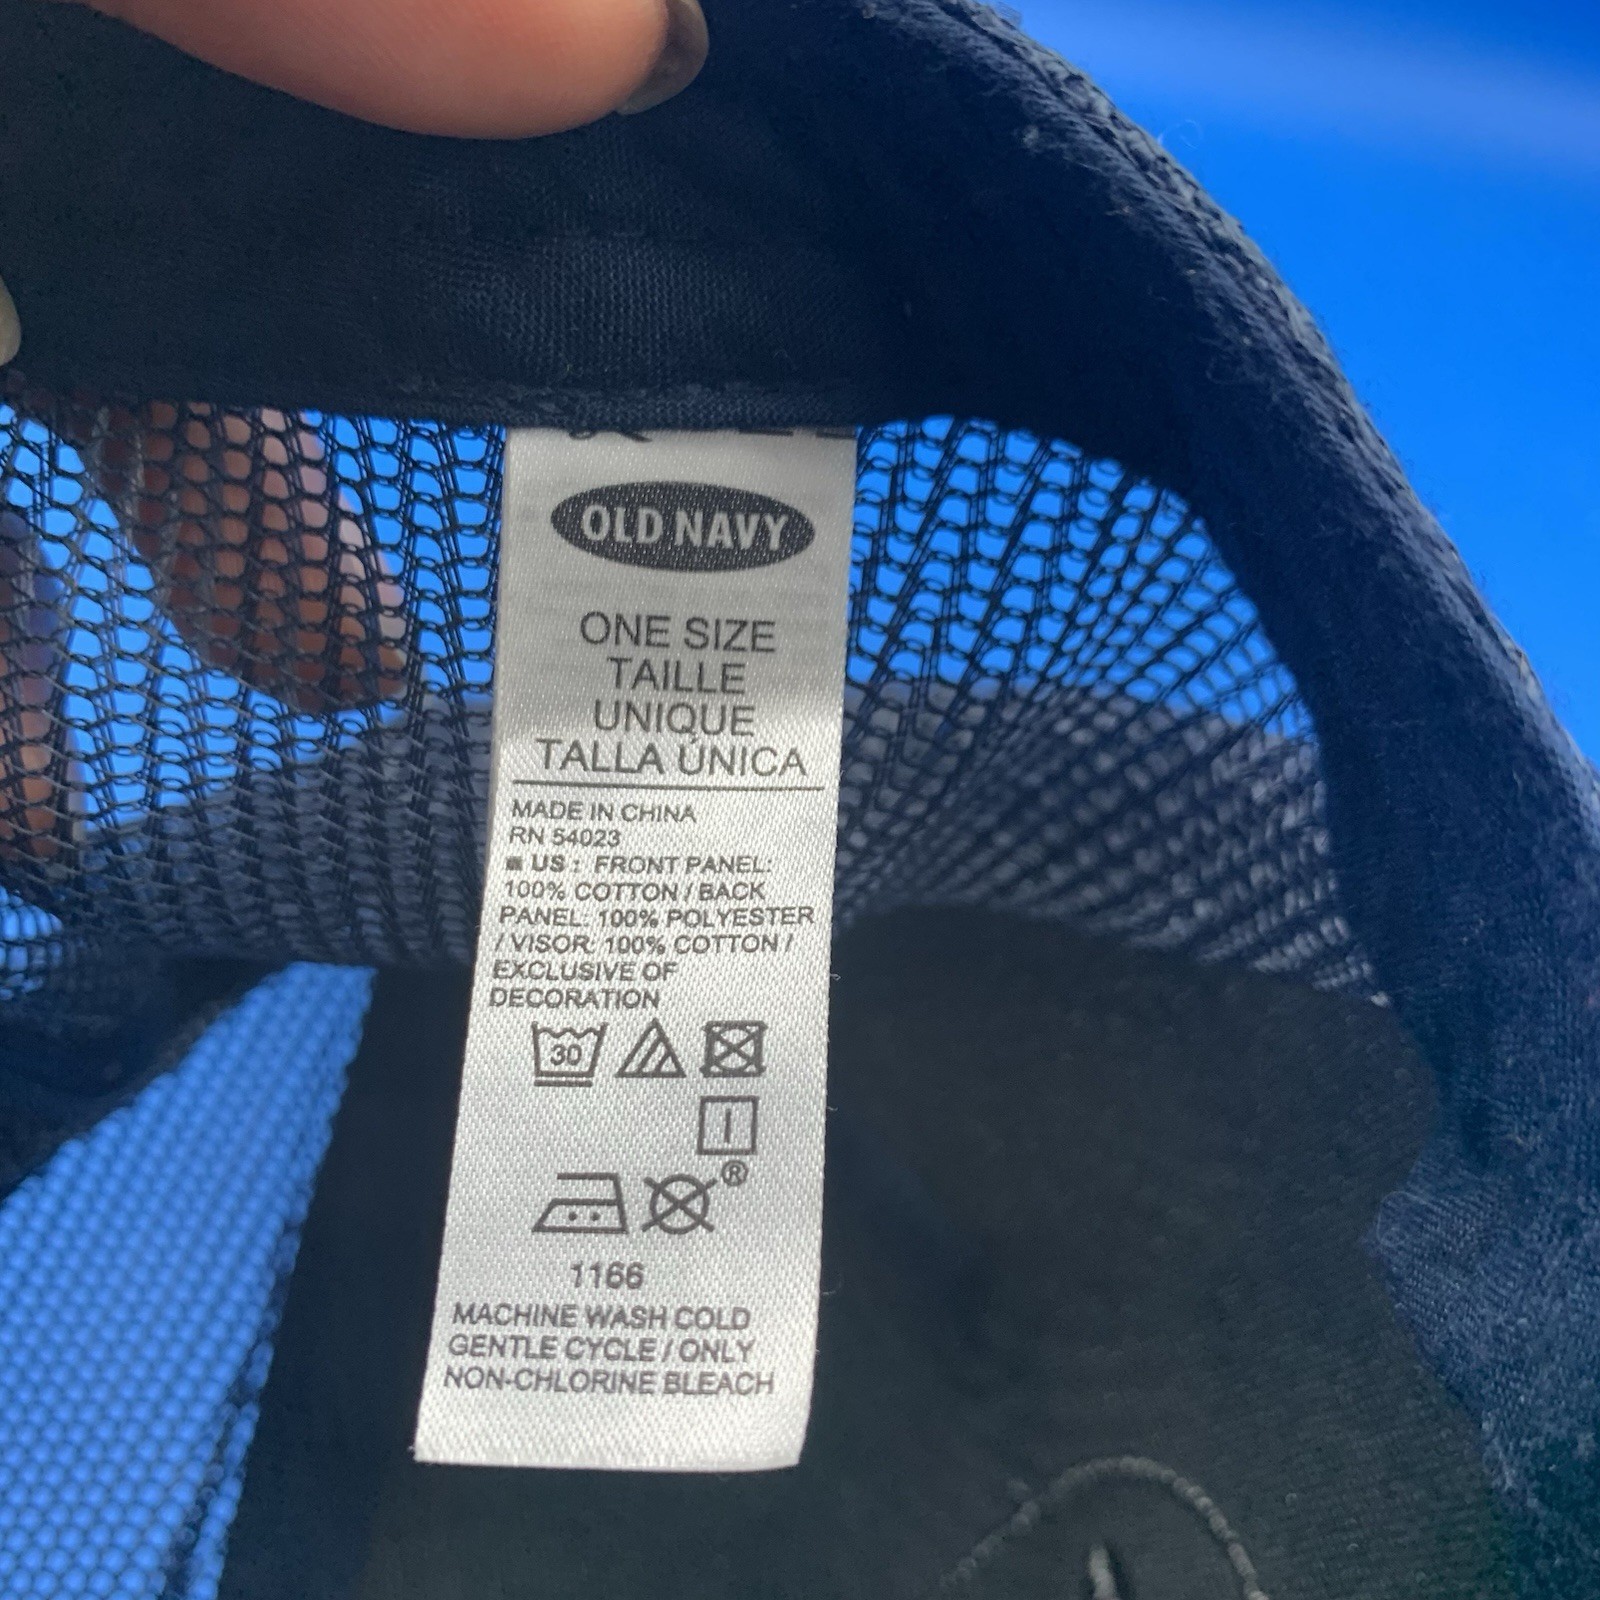 OLD NAVY
ONE SIZE
TAILLE
UNIQUE
TALLA ÚNICA
MADE IN CHINA
RN 54023
■ US : FRONT PANEL:
100% COTTON / BACK
PANEL: 100% POLYESTER
/ VISOR: 100% COTTON /
EXCLUSIVE OF
DECORATION
30
®
1166
MACHINE WASH COLD
GENTLE CYCLE / ONLY
NON-CHLORINE BLEACH